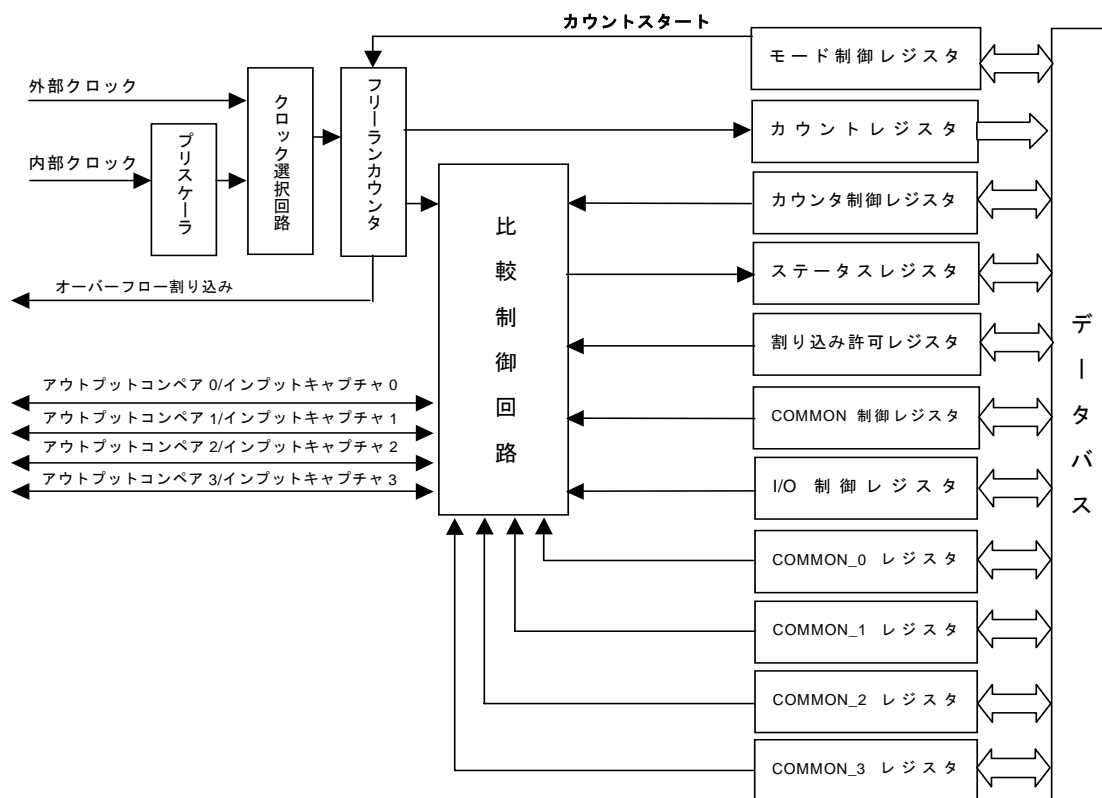 カウントスタート
モード制御レジスタ
外部クロック
クロック選択回路
フリーランカウンタ
カウントレジスタ
プリスケーラ
内部クロック
カウンタ制御レジスタ
比較制御回路
ステータスレジスタ
オーバーフロー割り込み
割り込み許可レジスタ
データバス
アウトプットコンペア 0/インプットキャプチャ 0
アウトプットコンペア 1/インプットキャプチャ 1
COMMON 制御レジスタ
アウトプットコンペア 2/インプットキャプチャ 2
アウトプットコンペア 3/インプットキャプチャ 3
I/O 制御レジスタ
COMMON_0 レジスタ
COMMON_1 レジスタ
COMMON_2 レジスタ
COMMON_3 レジスタ